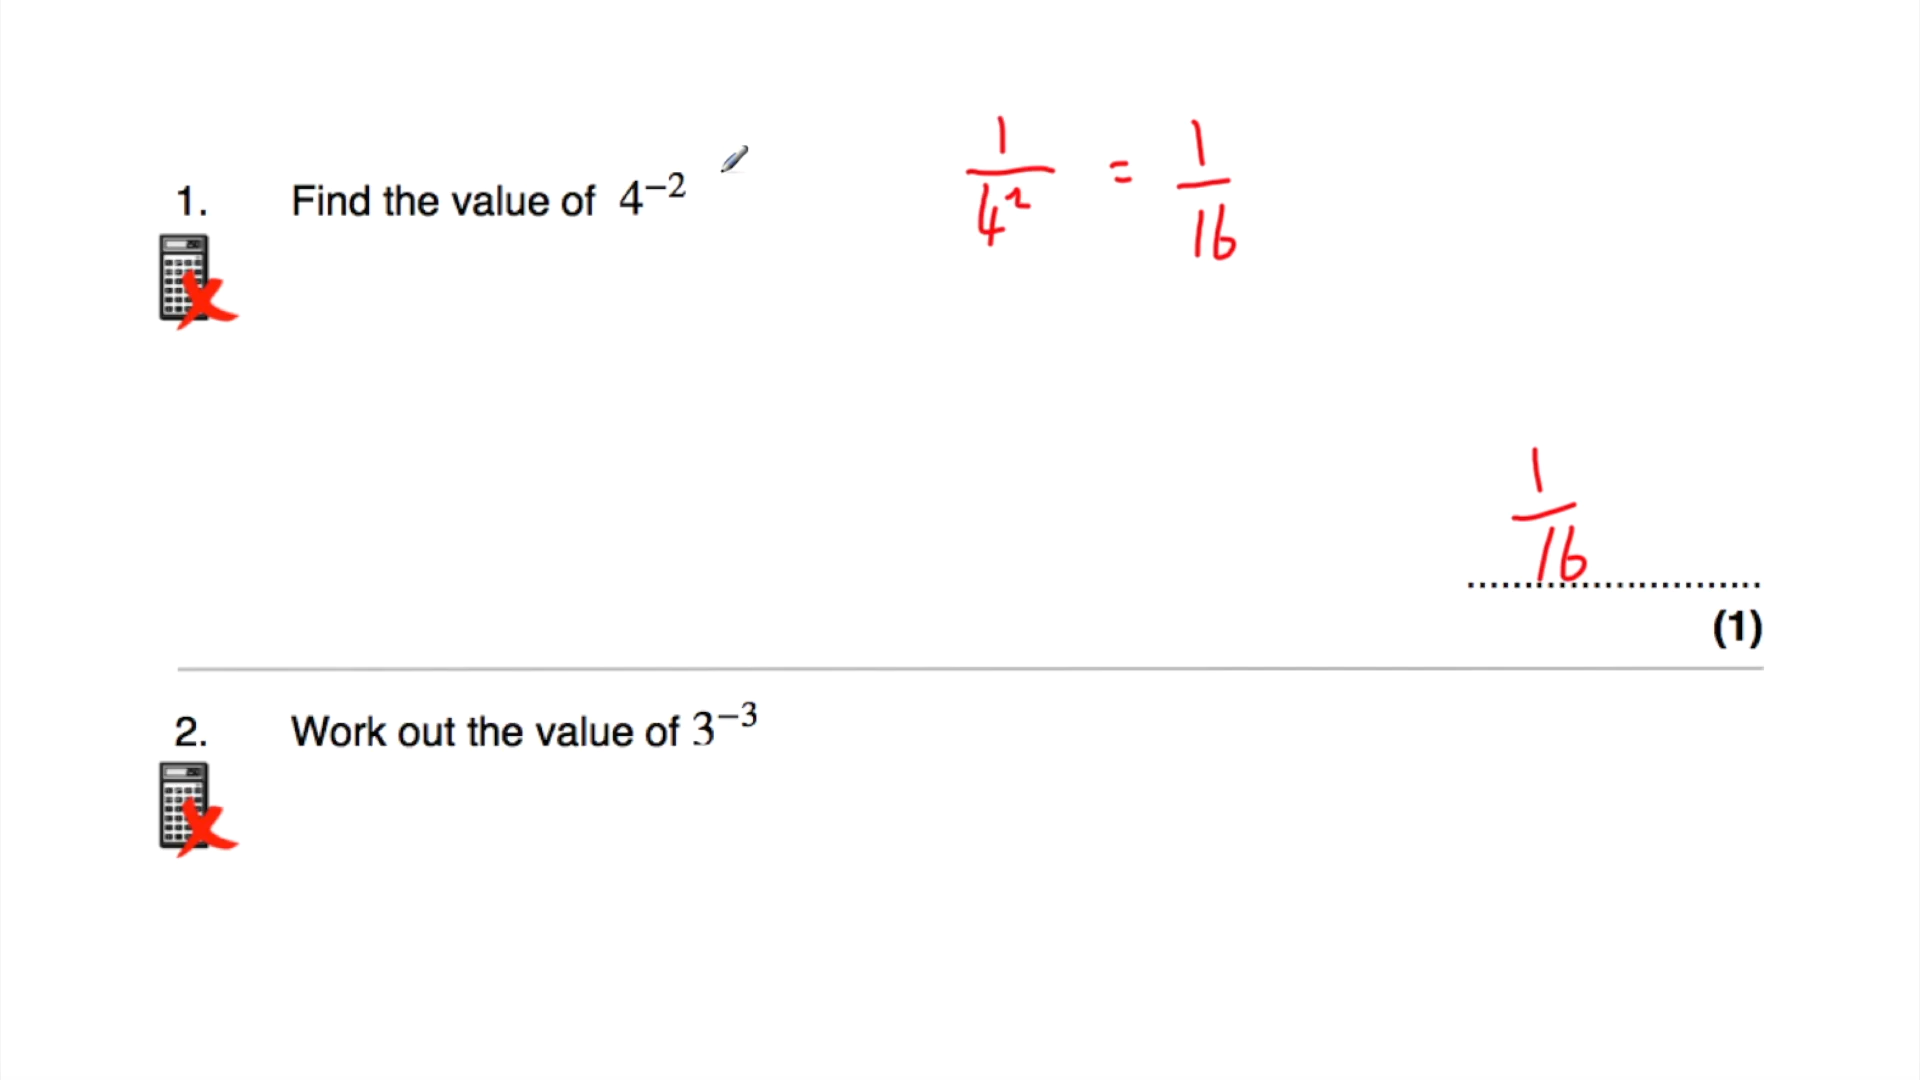 1. Find the value of 4⁻² 1/4² = 1/16
1/16
(1)
2. Work out the value of 3⁻³